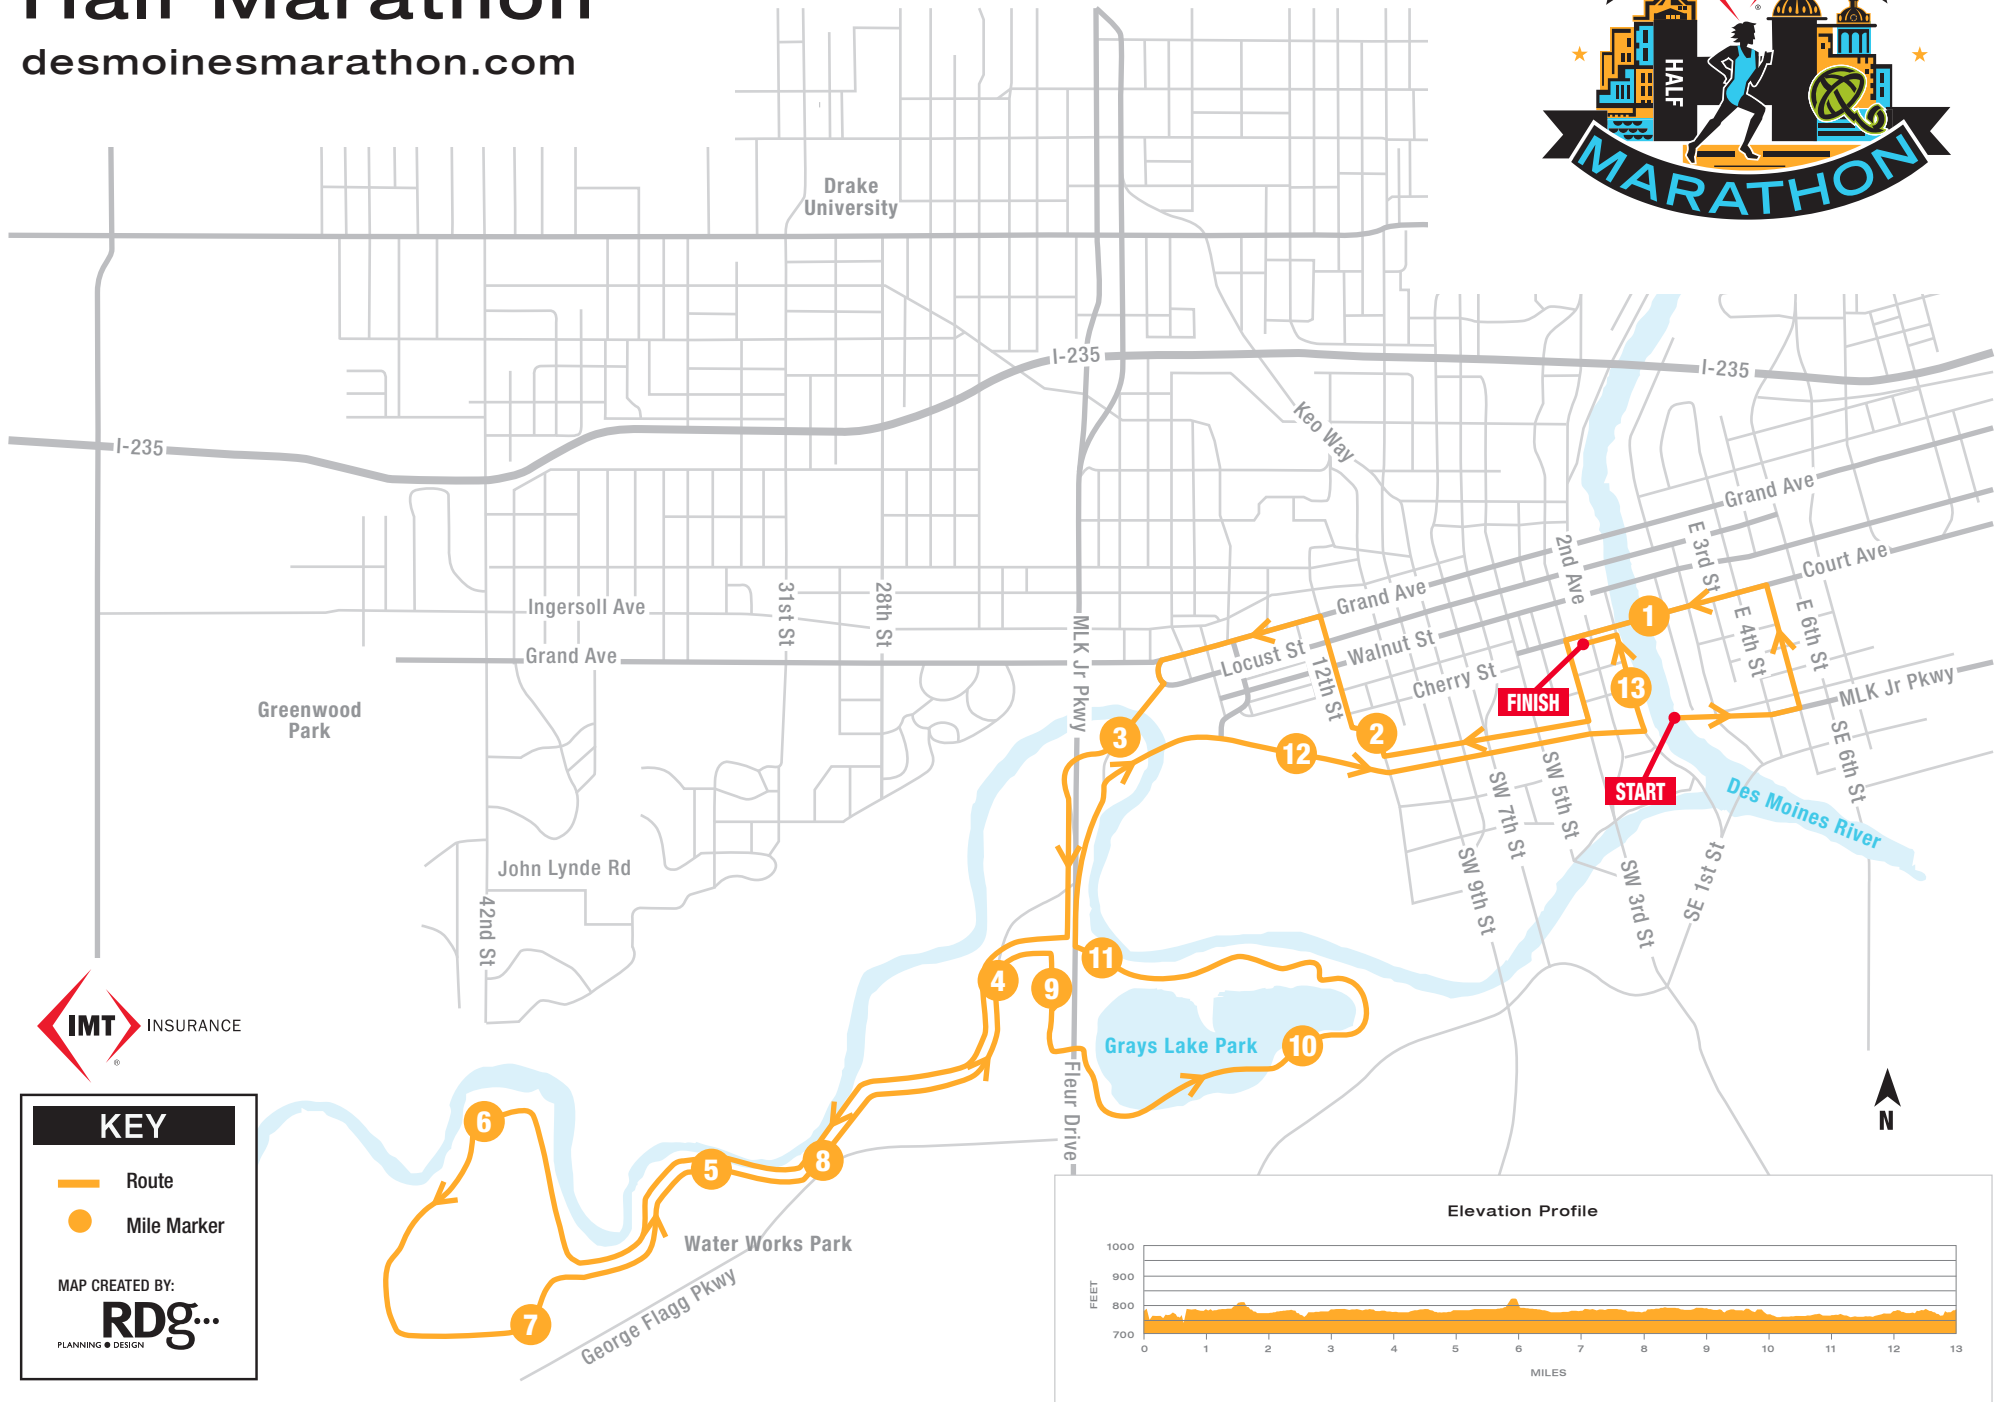 Half Marathon
desmoinesmarathon.com
HALF
MARATHON
®
Drake
University
I-235
I-235
I-235
Keo Way
Grand Ave
2nd Ave
E 3rd St
Court Ave
Ingersoll Ave
31st St
28th St
MLK Jr Pkwy
Grand Ave
Grand Ave
Locust St
Walnut St
12th St
Cherry St
E 4th St
E 6th St
MLK Jr Pkwy
SE 6th St
Greenwood
Park
1
2
3
12
13
FINISH
START
Des Moines River
SW 5th St
SW 7th St
SW 9th St
SW 3rd St
SE 1st St
John Lynde Rd
42nd St
4
9
11
10
Grays Lake Park
Fleur Drive
IMT INSURANCE
®
6
5
8
7
Water Works Park
George Flagg Pkwy
N
KEY
Route
Mile Marker
MAP CREATED BY:
RDg...
PLANNING ● DESIGN
Elevation Profile
FEET
1000
900
800
700
0 1 2 3 4 5 6 7 8 9 10 11 12 13
MILES